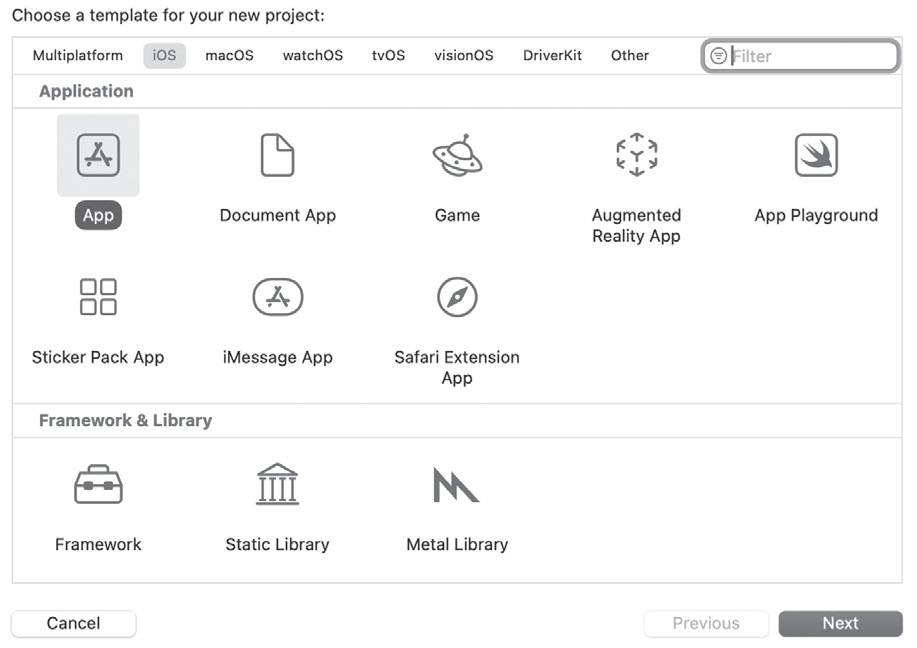 Choose a template for your new project:
Multiplatform iOS macOS watchOS tvOS visionOS DriverKit Other Filter
Application
App Document App Game Augmented Reality App App Playground
Sticker Pack App iMessage App Safari Extension App
Framework & Library
Framework Static Library Metal Library
Cancel Previous Next